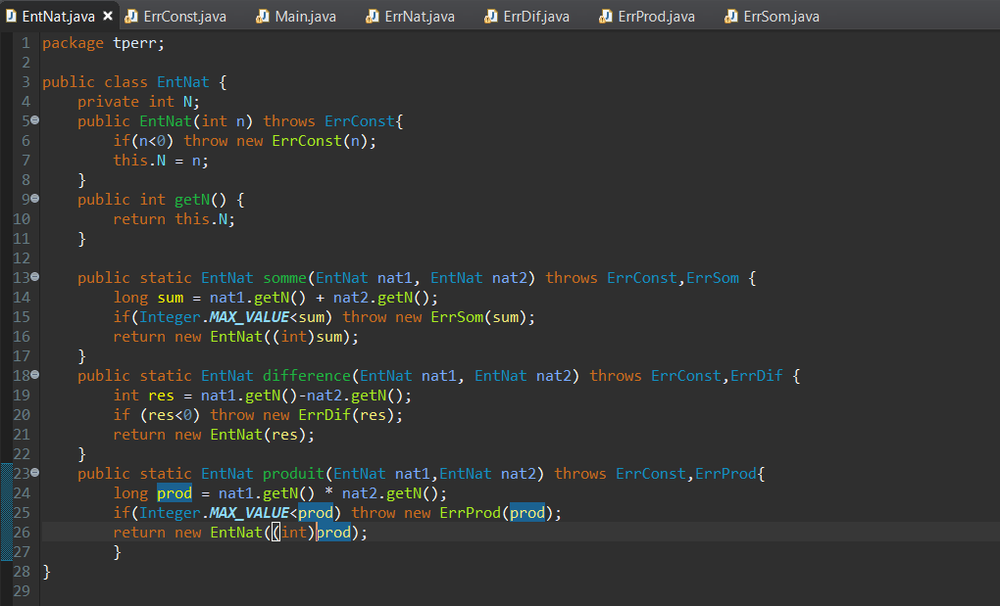 EntNat.java ErrConst.java Main.java ErrNat.java ErrDif.java ErrProd.java ErrSom.java
1 package tperr;
2
3 public class EntNat {
4     private int N;
5     public EntNat(int n) throws ErrConst{
6         if(n<0) throw new ErrConst(n);
7         this.N = n;
8     }
9     public int getN() {
10         return this.N;
11     }
12
13     public static EntNat somme(EntNat nat1, EntNat nat2) throws ErrConst,ErrSom {
14         long sum = nat1.getN() + nat2.getN();
15         if(Integer.MAX_VALUE<sum) throw new ErrSom(sum);
16         return new EntNat((int)sum);
17     }
18     public static EntNat difference(EntNat nat1, EntNat nat2) throws ErrConst,ErrDif {
19         int res = nat1.getN()-nat2.getN();
20         if (res<0) throw new ErrDif(res);
21         return new EntNat(res);
22     }
23     public static EntNat produit(EntNat nat1,EntNat nat2) throws ErrConst,ErrProd{
24         long prod = nat1.getN() * nat2.getN();
25         if(Integer.MAX_VALUE<prod) throw new ErrProd(prod);
26         return new EntNat((int)prod);
27         }
28 }
29